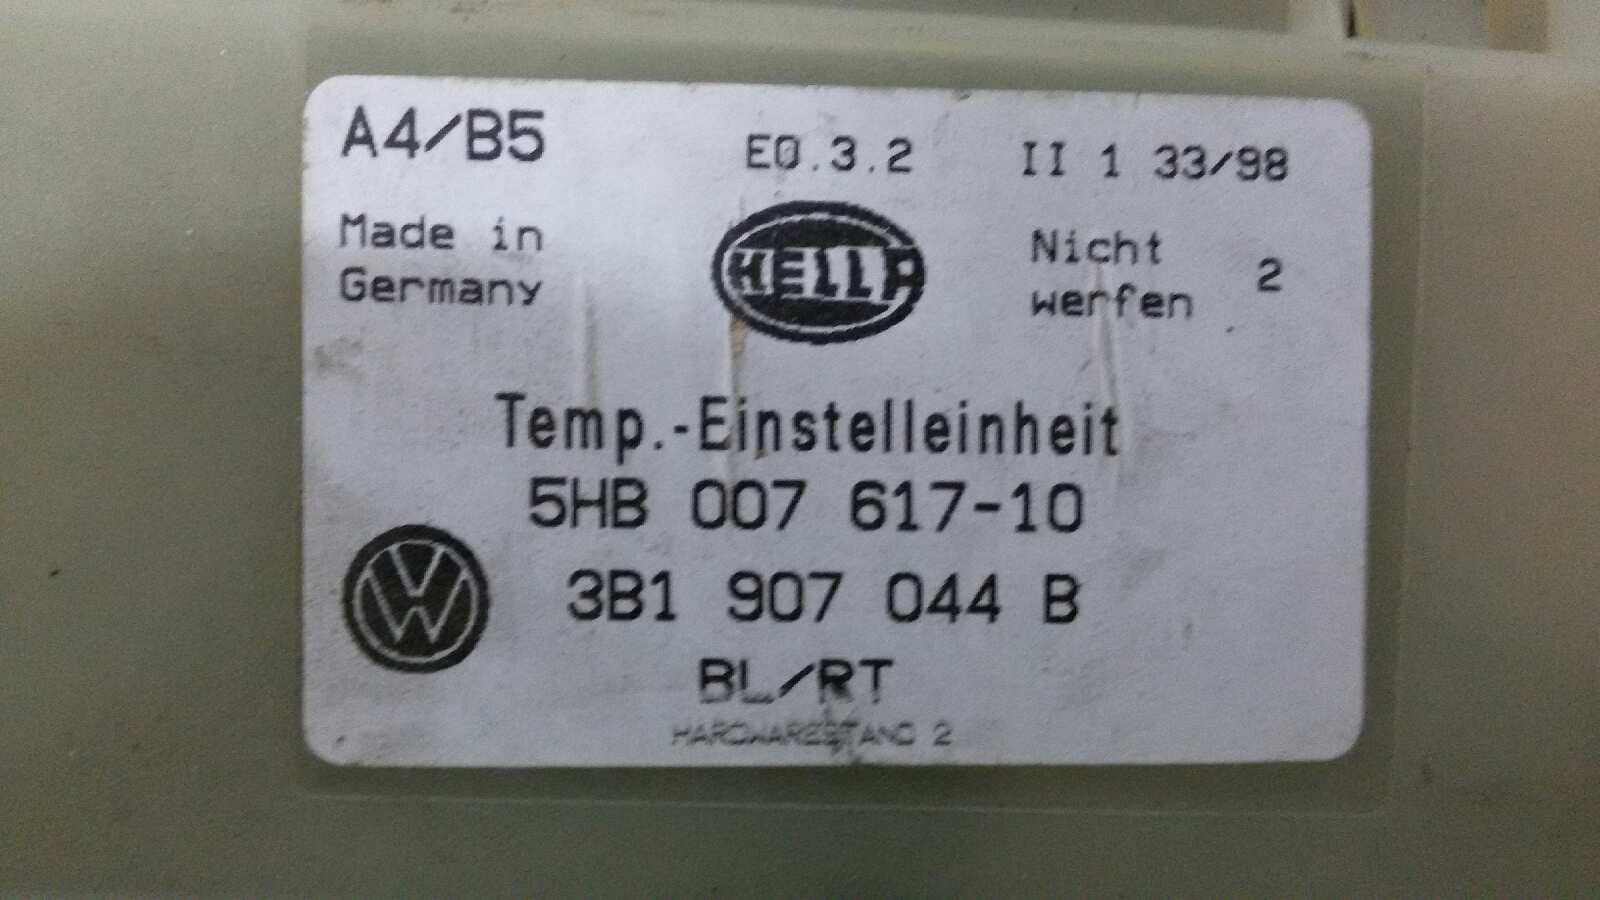 A4/B5 E0.3.2 II 1 33/98
Made in
Germany
HELLA
Nicht
werfen 2
Temp.-Einstelleinheit
5HB 007 617-10
3B1 907 044 B
VW
BL/RT
HARDWARESTAND 2